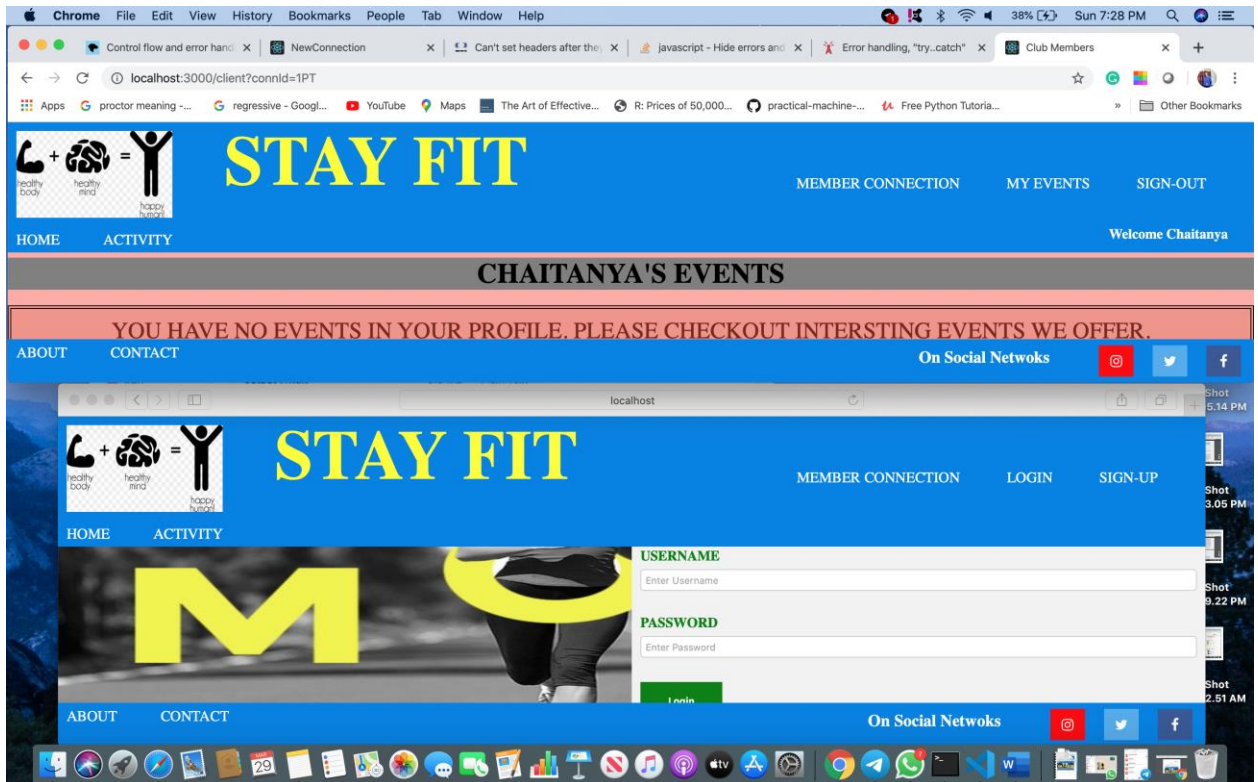 Chrome File Edit View History Bookmarks People Tab Window Help 38% Sun 7:28 PM
Control flow and error hand NewConnection Can't set headers after they javascript - Hide errors and Error handling, "try..catch" Club Members
localhost:3000/client?connId=1PT
Apps proctor meaning -... regressive - Googl... YouTube Maps The Art of Effective... R: Prices of 50,000... practical-machine-... Free Python Tutoria... » Other Bookmarks
healthy body healthy mind happy human!
STAY FIT
MEMBER CONNECTION MY EVENTS SIGN-OUT
HOME ACTIVITY Welcome Chaitanya
CHAITANYA'S EVENTS
YOU HAVE NO EVENTS IN YOUR PROFILE. PLEASE CHECKOUT INTERSTING EVENTS WE OFFER.
ABOUT CONTACT On Social Netwoks
localhost
Shot
5.14 PM
healthy body healthy mind happy human!
STAY FIT
MEMBER CONNECTION LOGIN SIGN-UP
Shot
3.05 PM
HOME ACTIVITY
USERNAME
Enter Username
Shot
9.22 PM
PASSWORD
Enter Password
Login
Shot
2.51 AM
ABOUT CONTACT On Social Netwoks
29
tv